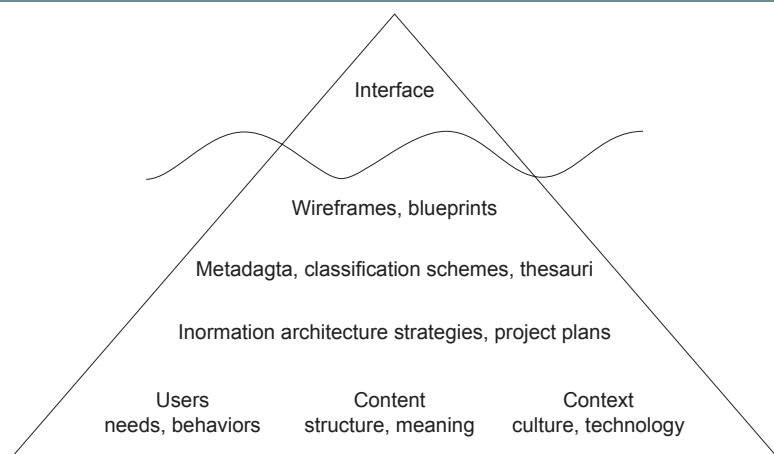 Interface
Wireframes, blueprints
Metadagta, classification schemes, thesauri
Inormation architecture strategies, project plans
Users
needs, behaviors
Content
structure, meaning
Context
culture, technology